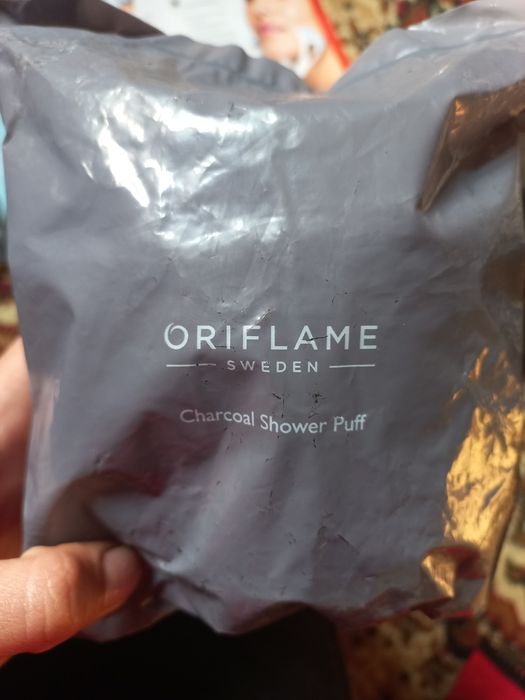 ORIFLAME
SWEDEN
Charcoal Shower Puff